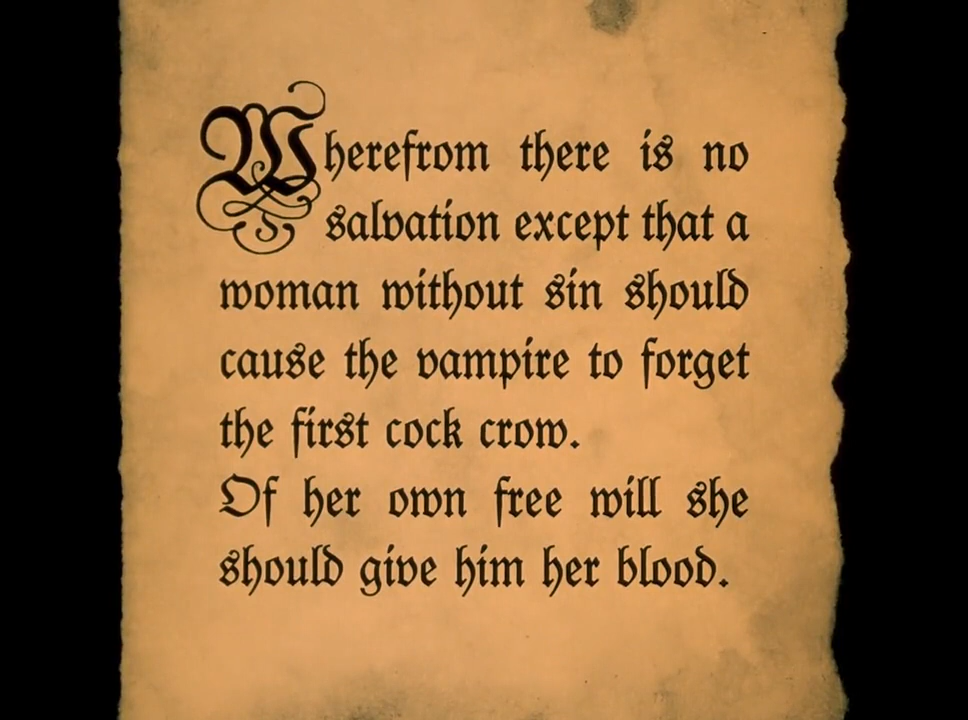 Wherefrom there is no
salvation except that a
woman without sin should
cause the vampire to forget
the first cock crow.
Of her own free will she
should give him her blood.